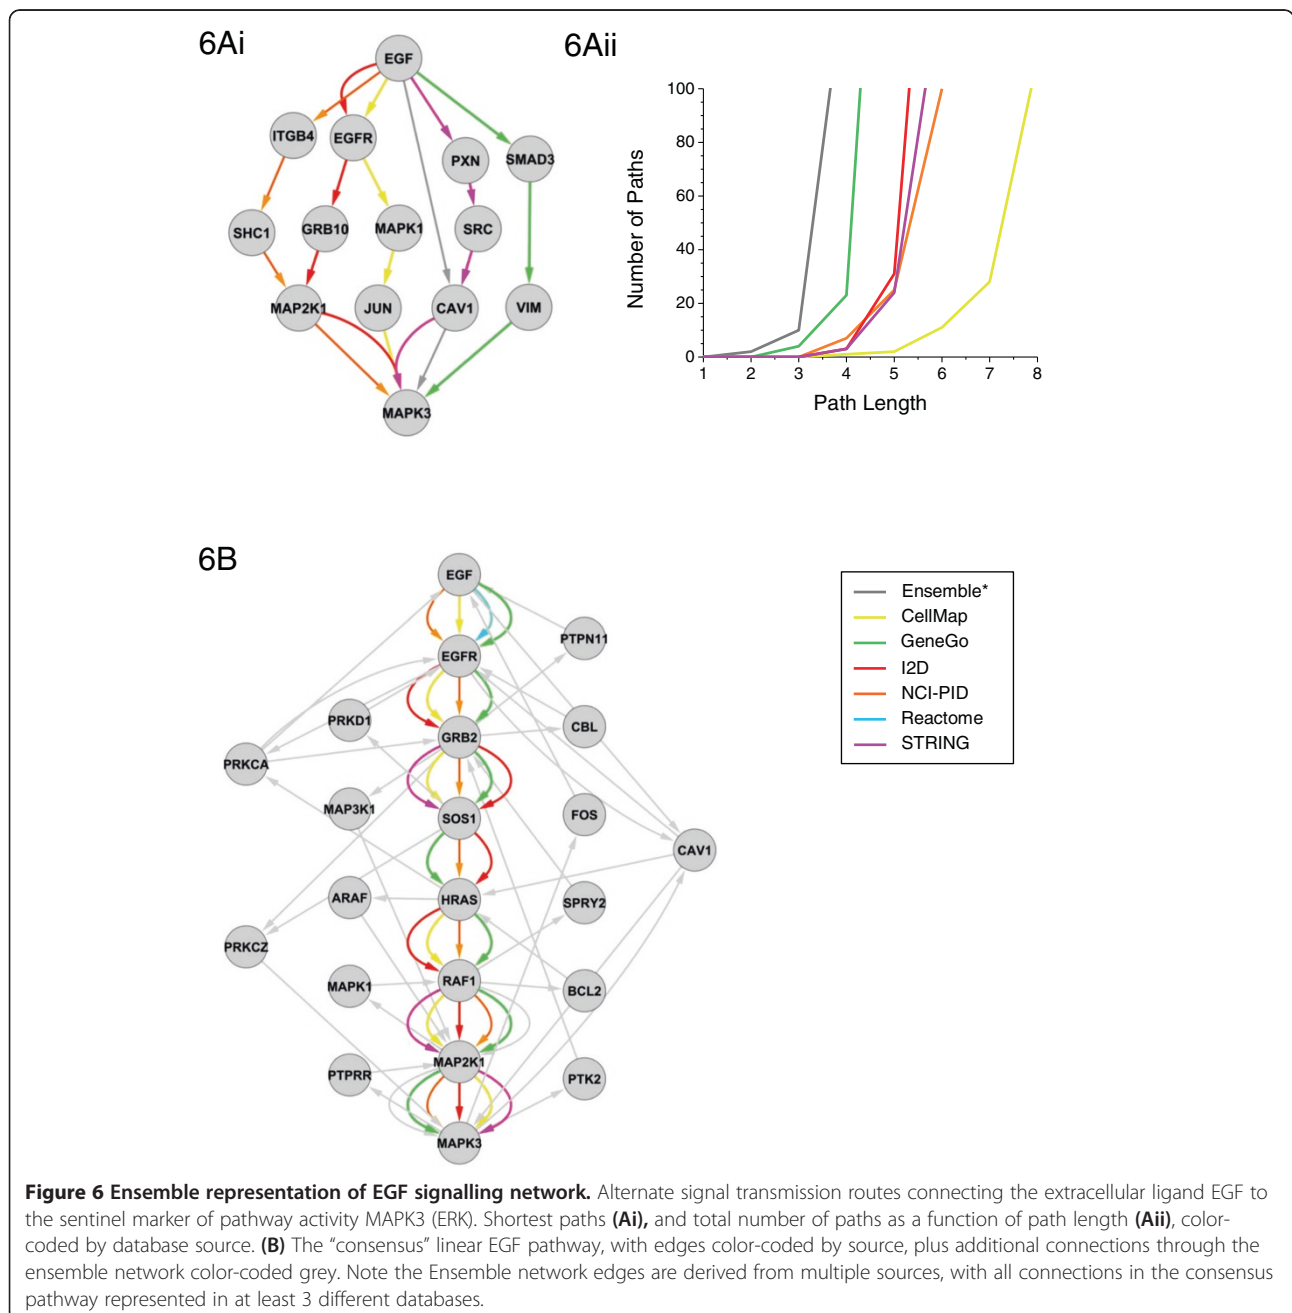 6Ai
EGF
ITGB4
EGFR
PXN
SMAD3
SHC1
GRB10
MAPK1
SRC
MAP2K1
JUN
CAV1
VIM
MAPK3
6Aii
100
80
60
40
20
0
Number of Paths
1 2 3 4 5 6 7 8
Path Length
6B
EGF
PTPN11
EGFR
PRKD1
CBL
GRB2
PRKCA
MAP3K1
FOS
SOS1
CAV1
ARAF
HRAS
SPRY2
PRKCZ
RAF1
MAPK1
BCL2
MAP2K1
PTPRR
PTK2
MAPK3
Ensemble*
CellMap
GeneGo
I2D
NCI-PID
Reactome
STRING
Figure 6 Ensemble representation of EGF signalling network. Alternate signal transmission routes connecting the extracellular ligand EGF to
the sentinel marker of pathway activity MAPK3 (ERK). Shortest paths (Ai), and total number of paths as a function of path length (Aii), color-
coded by database source. (B) The “consensus” linear EGF pathway, with edges color-coded by source, plus additional connections through the
ensemble network color-coded grey. Note the Ensemble network edges are derived from multiple sources, with all connections in the consensus
pathway represented in at least 3 different databases.